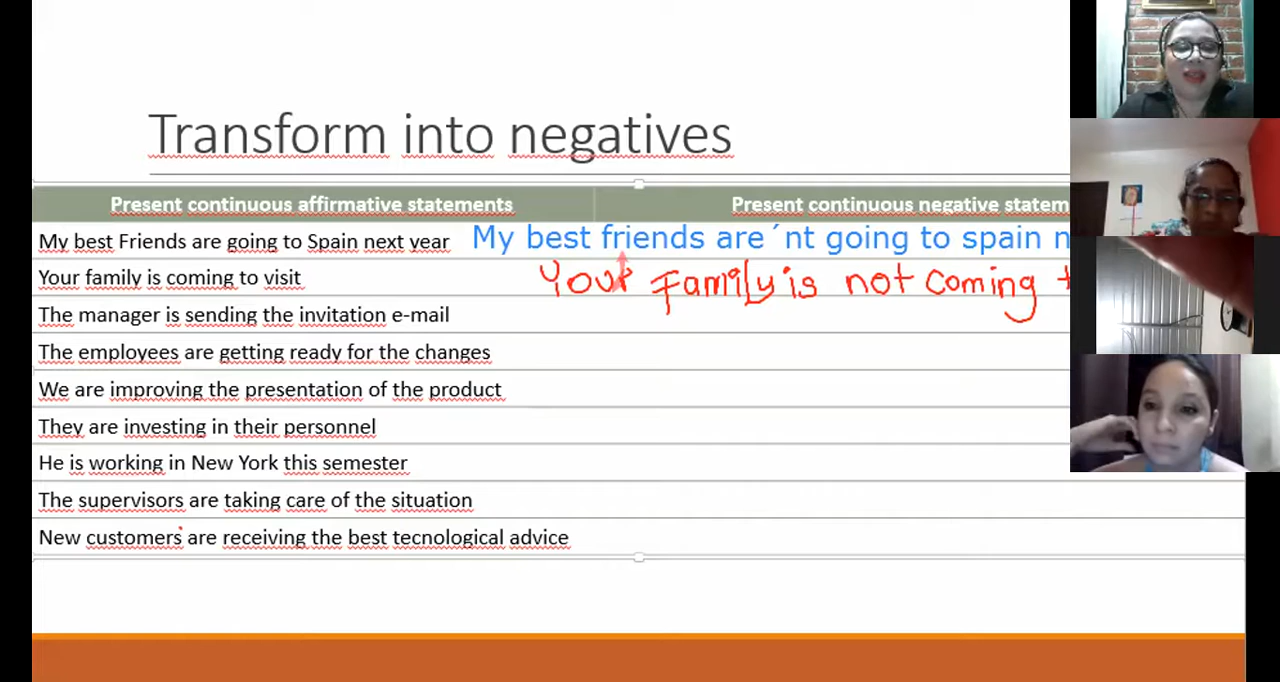 Transform into negatives
Present continuous affirmative statements Present continuous negative statem
My best Friends are going to Spain next year My best friends are´nt going to spain n
Your family is coming to visit Your Family is not coming t
The manager is sending the invitation e-mail
The employees are getting ready for the changes
We are improving the presentation of the product
They are investing in their personnel
He is working in New York this semester
The supervisors are taking care of the situation
New customers are receiving the best tecnological advice